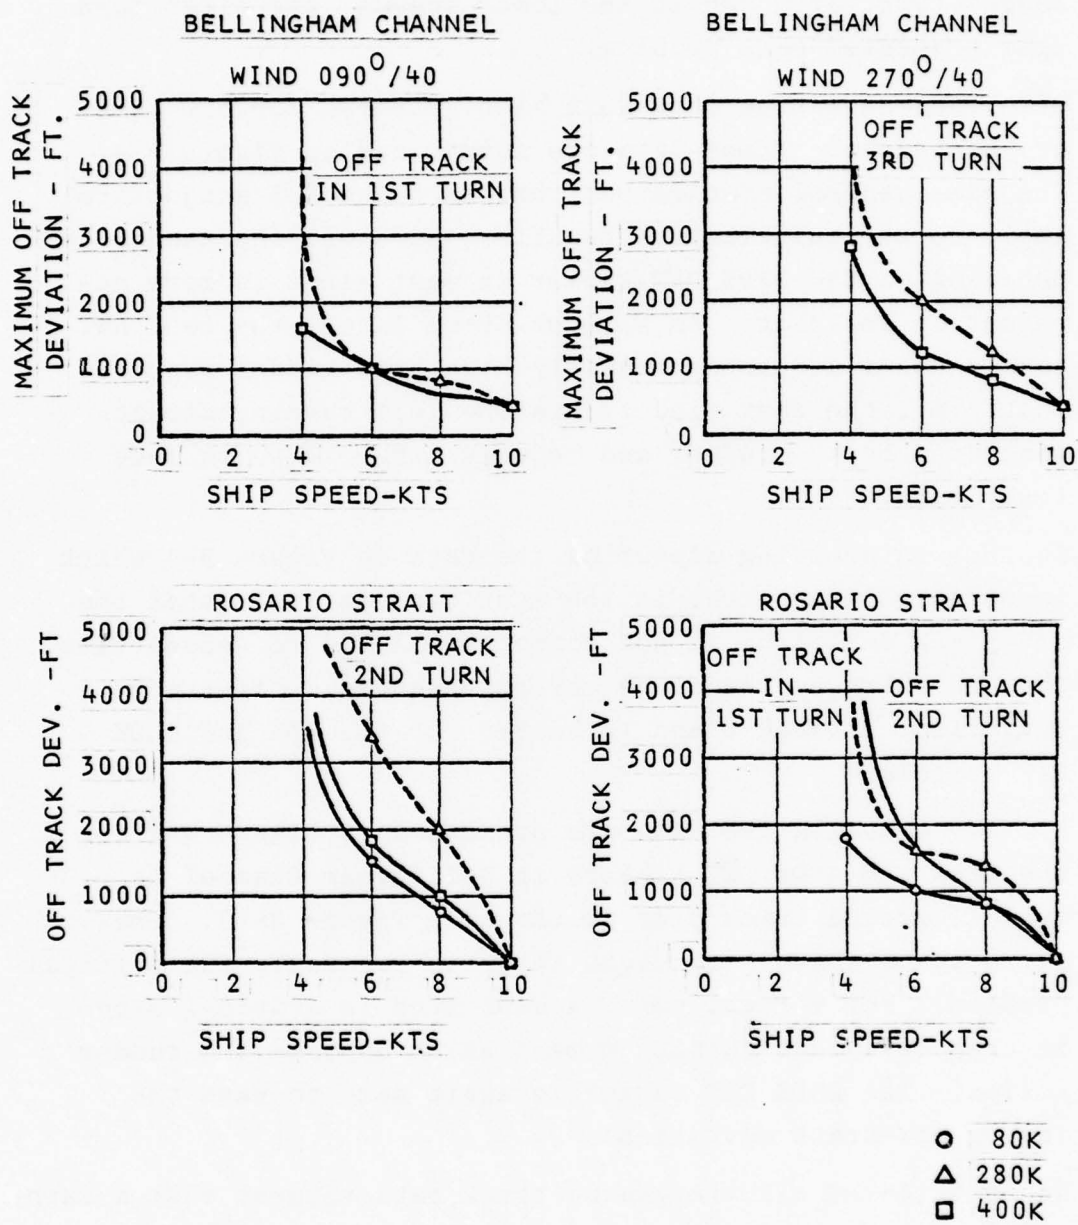 BELLINGHAM CHANNEL
WIND 090°/40
MAXIMUM OFF TRACK
DEVIATION - FT.
5000
4000
3000
2000
1000
0
OFF TRACK
IN 1ST TURN
0 2 4 6 8 10
SHIP SPEED-KTS
BELLINGHAM CHANNEL
WIND 270°/40
MAXIMUM OFF TRACK
DEVIATION - FT.
5000
4000
3000
2000
1000
0
OFF TRACK
3RD TURN
0 2 4 6 8 10
SHIP SPEED-KTS
ROSARIO STRAIT
OFF TRACK DEV. -FT
5000
4000
3000
2000
1000
0
OFF TRACK
2ND TURN
0 2 4 6 8 10
SHIP SPEED-KTS
ROSARIO STRAIT
OFF TRACK DEV. -FT.
5000
4000
3000
2000
1000
0
OFF TRACK
IN
1ST TURN
OFF TRACK
2ND TURN
0 2 4 6 8 10
SHIP SPEED-KTS
80K
280K
400K